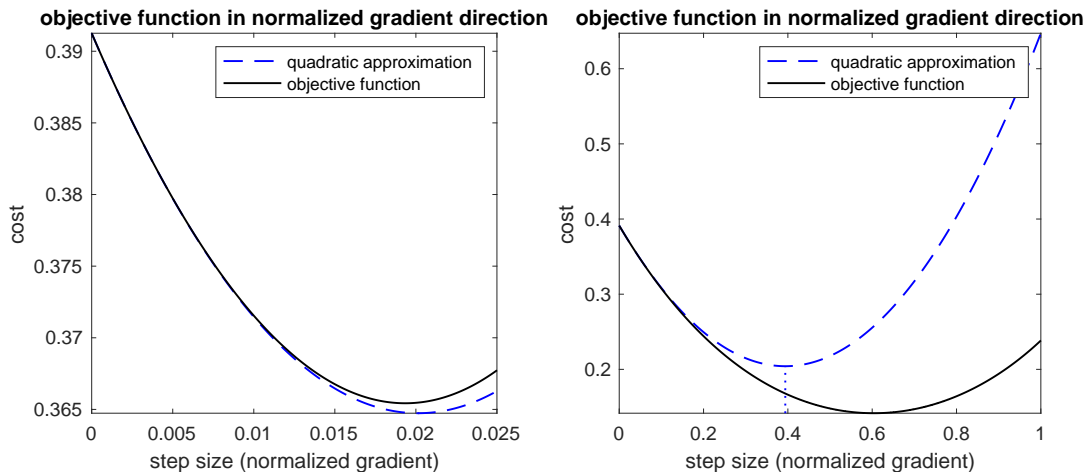 objective function in normalized gradient direction
0.39
0.385
0.38
0.375
0.37
0.365
cost
quadratic approximation
objective function
0
0.005
0.01
0.015
0.02
0.025
step size (normalized gradient)
objective function in normalized gradient direction
0.6
0.5
0.4
0.3
0.2
cost
quadratic approximation
objective function
0
0.2
0.4
0.6
0.8
1
step size (normalized gradient)